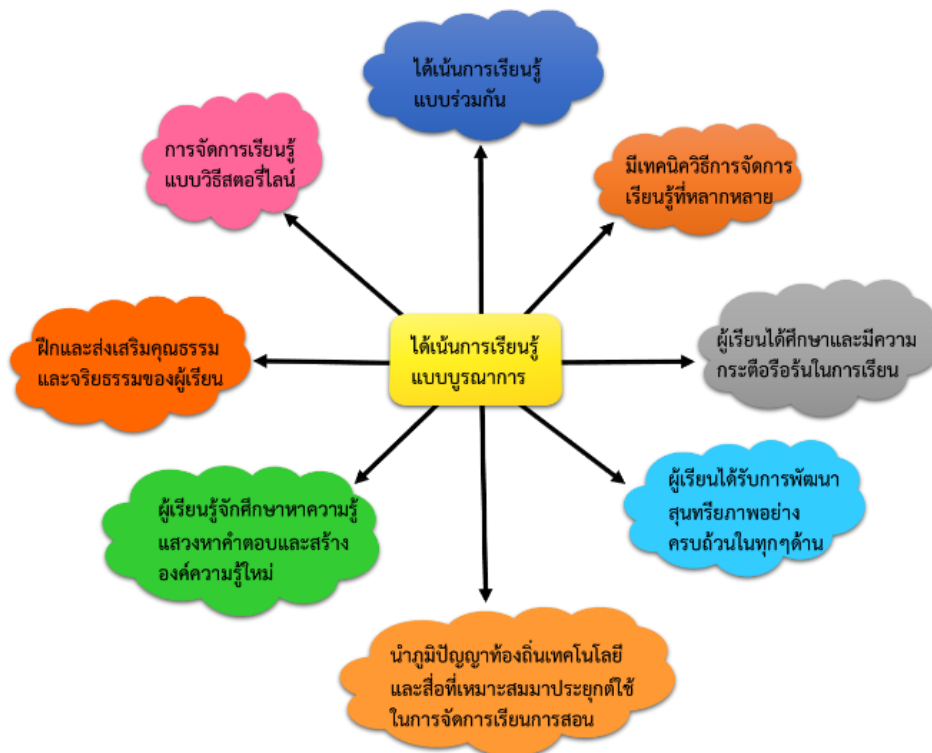 ได้เน้นการเรียนรู้
แบบร่วมกัน
การจัดการเรียนรู้
แบบวิธีสตอรี่ไลน์
มีเทคนิควิธีการจัดการ
เรียนรู้ที่หลากหลาย
ฝึกและส่งเสริมคุณธรรม
และจริยธรรมของผู้เรียน
ได้เน้นการเรียนรู้
แบบบูรณาการ
ผู้เรียนได้ศึกษาและมีความ
กระตือรือร้นในการเรียน
ผู้เรียนรู้จักศึกษาหาความรู้
แสวงหาคำตอบและสร้าง
องค์ความรู้ใหม่
ผู้เรียนได้รับการพัฒนา
สุนทรียภาพอย่าง
ครบถ้วนในทุกๆด้าน
นำภูมิปัญญาท้องถิ่นเทคโนโลยี
และสื่อที่เหมาะสมมาประยุกต์ใช้
ในการจัดการเรียนการสอน